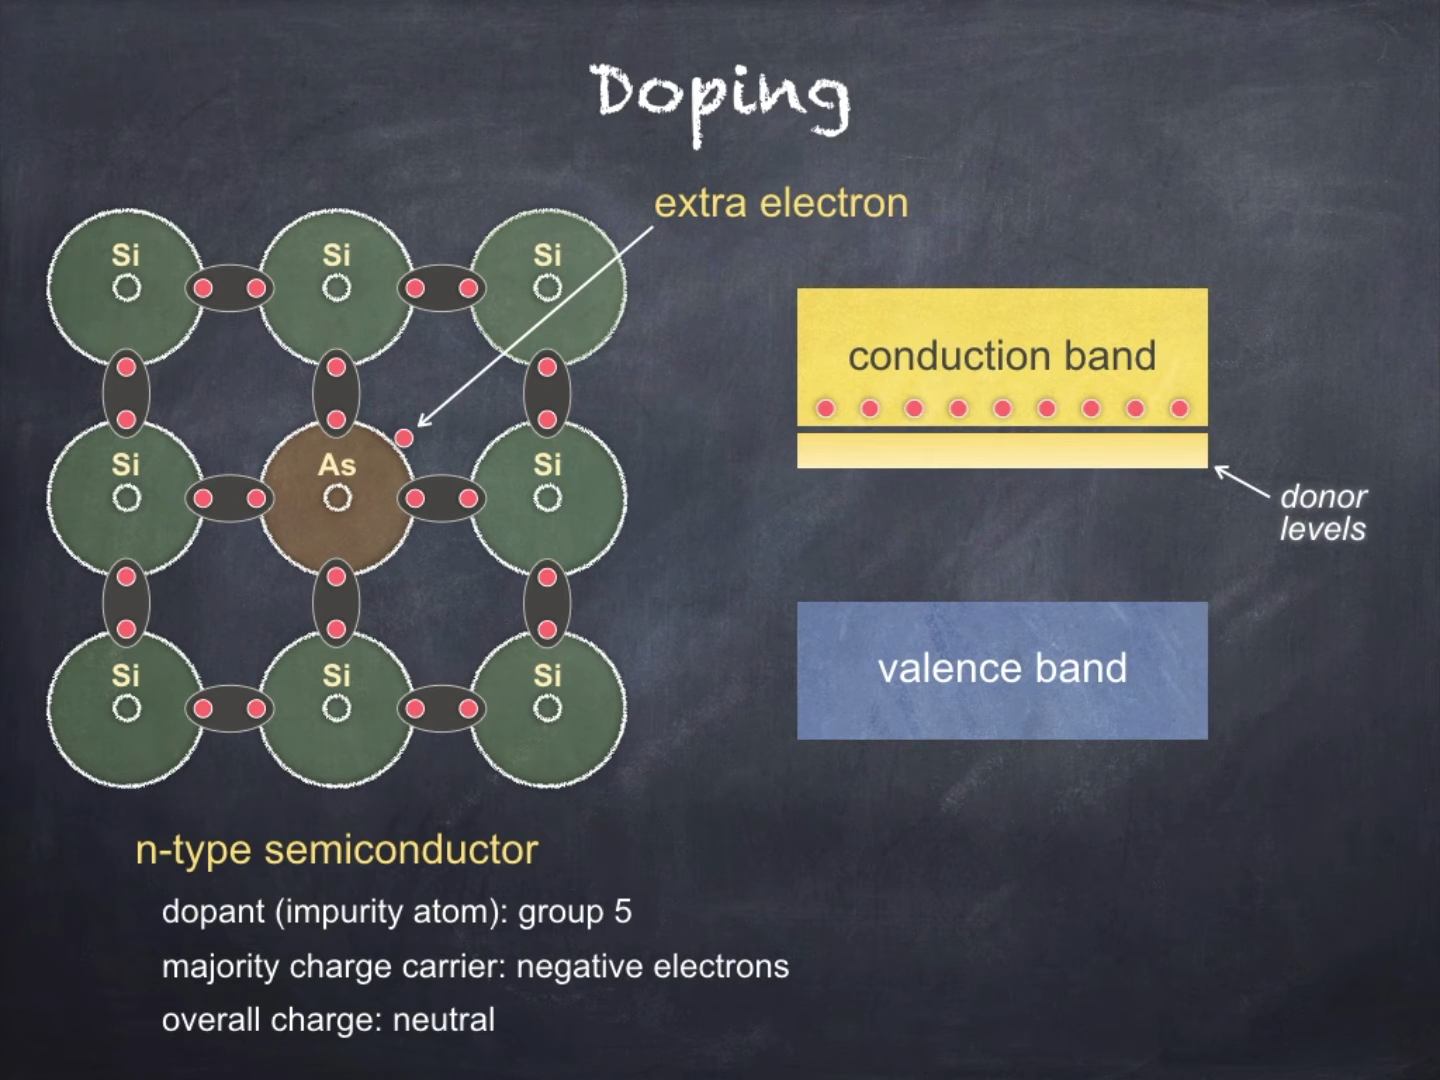 Doping
extra electron
Si Si Si
Si As Si
Si Si Si
conduction band
donor
levels
valence band
n-type semiconductor
dopant (impurity atom): group 5
majority charge carrier: negative electrons
overall charge: neutral